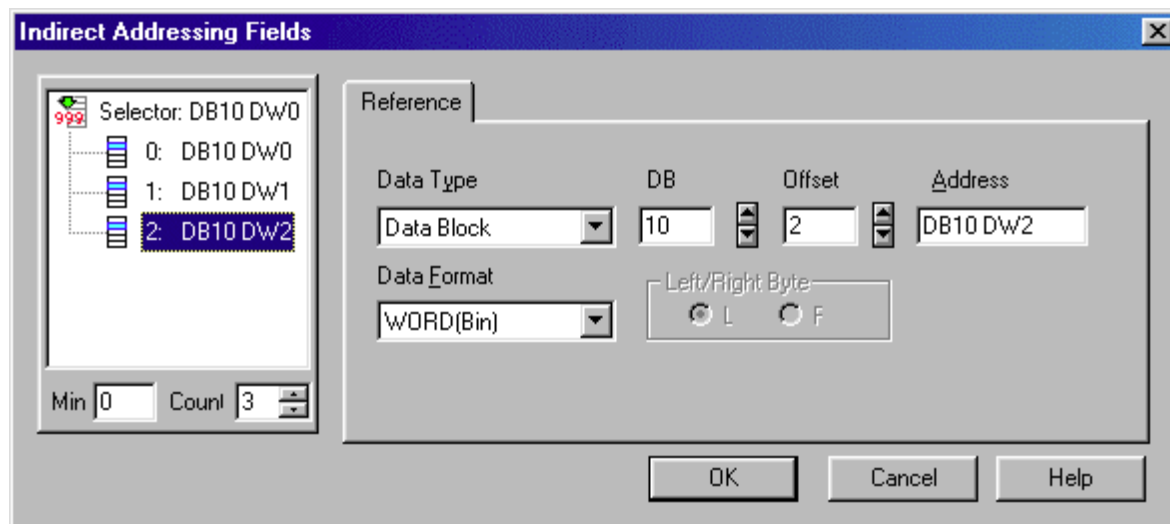 Indirect Addressing Fields
999 Selector: DB10 DW0
0: DB10 DW0
1: DB10 DW1
2: DB10 DW2
Min 0 Count 3
Reference
Data Type DB Offset Address
Data Block 10 2 DB10 DW2
Data Format Left/Right Byte
WORD(Bin) L F
OK Cancel Help